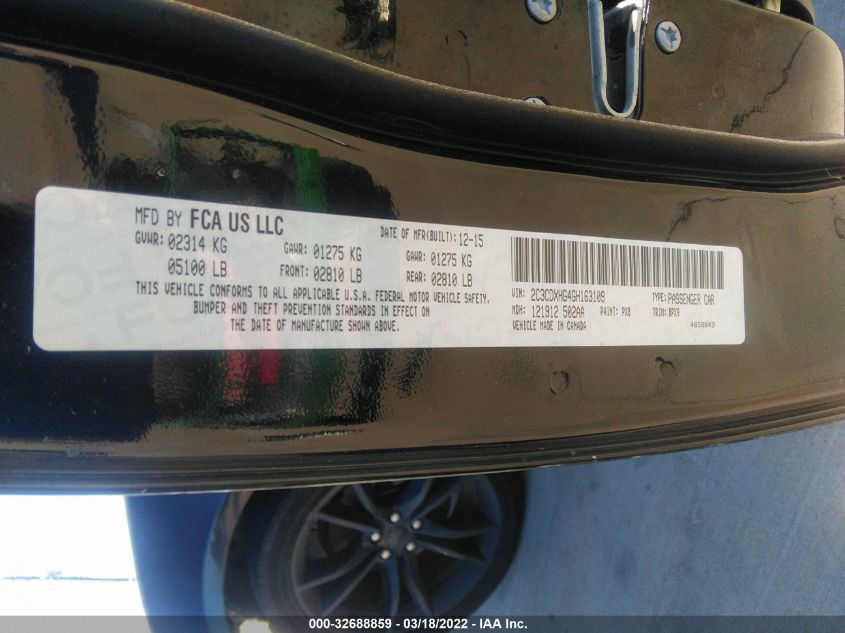 MFD BY FCA US LLC
DATE OF MFR(BUILT): 12-15
GVWR: 02314 KG
GAWR: 01275 KG
GAWR: 01275 KG
05100 LB
FRONT: 02810 LB
REAR: 02810 LB
THIS VEHICLE CONFORMS TO ALL APPLICABLE U.S.A. FEDERAL MOTOR VEHICLE SAFETY,
BUMPER AND THEFT PREVENTION STANDARDS IN EFFECT ON
THE DATE OF MANUFACTURE SHOWN ABOVE.
VIN: 2C3CDXHG4GH163109
TYPE: PASSENGER CAR
MDH: 121912 502AA
PAINT: PX8
TRIM: BPX9
VEHICLE MADE IN CANADA
4658843
000-32688859 - 03/18/2022 - IAA Inc.